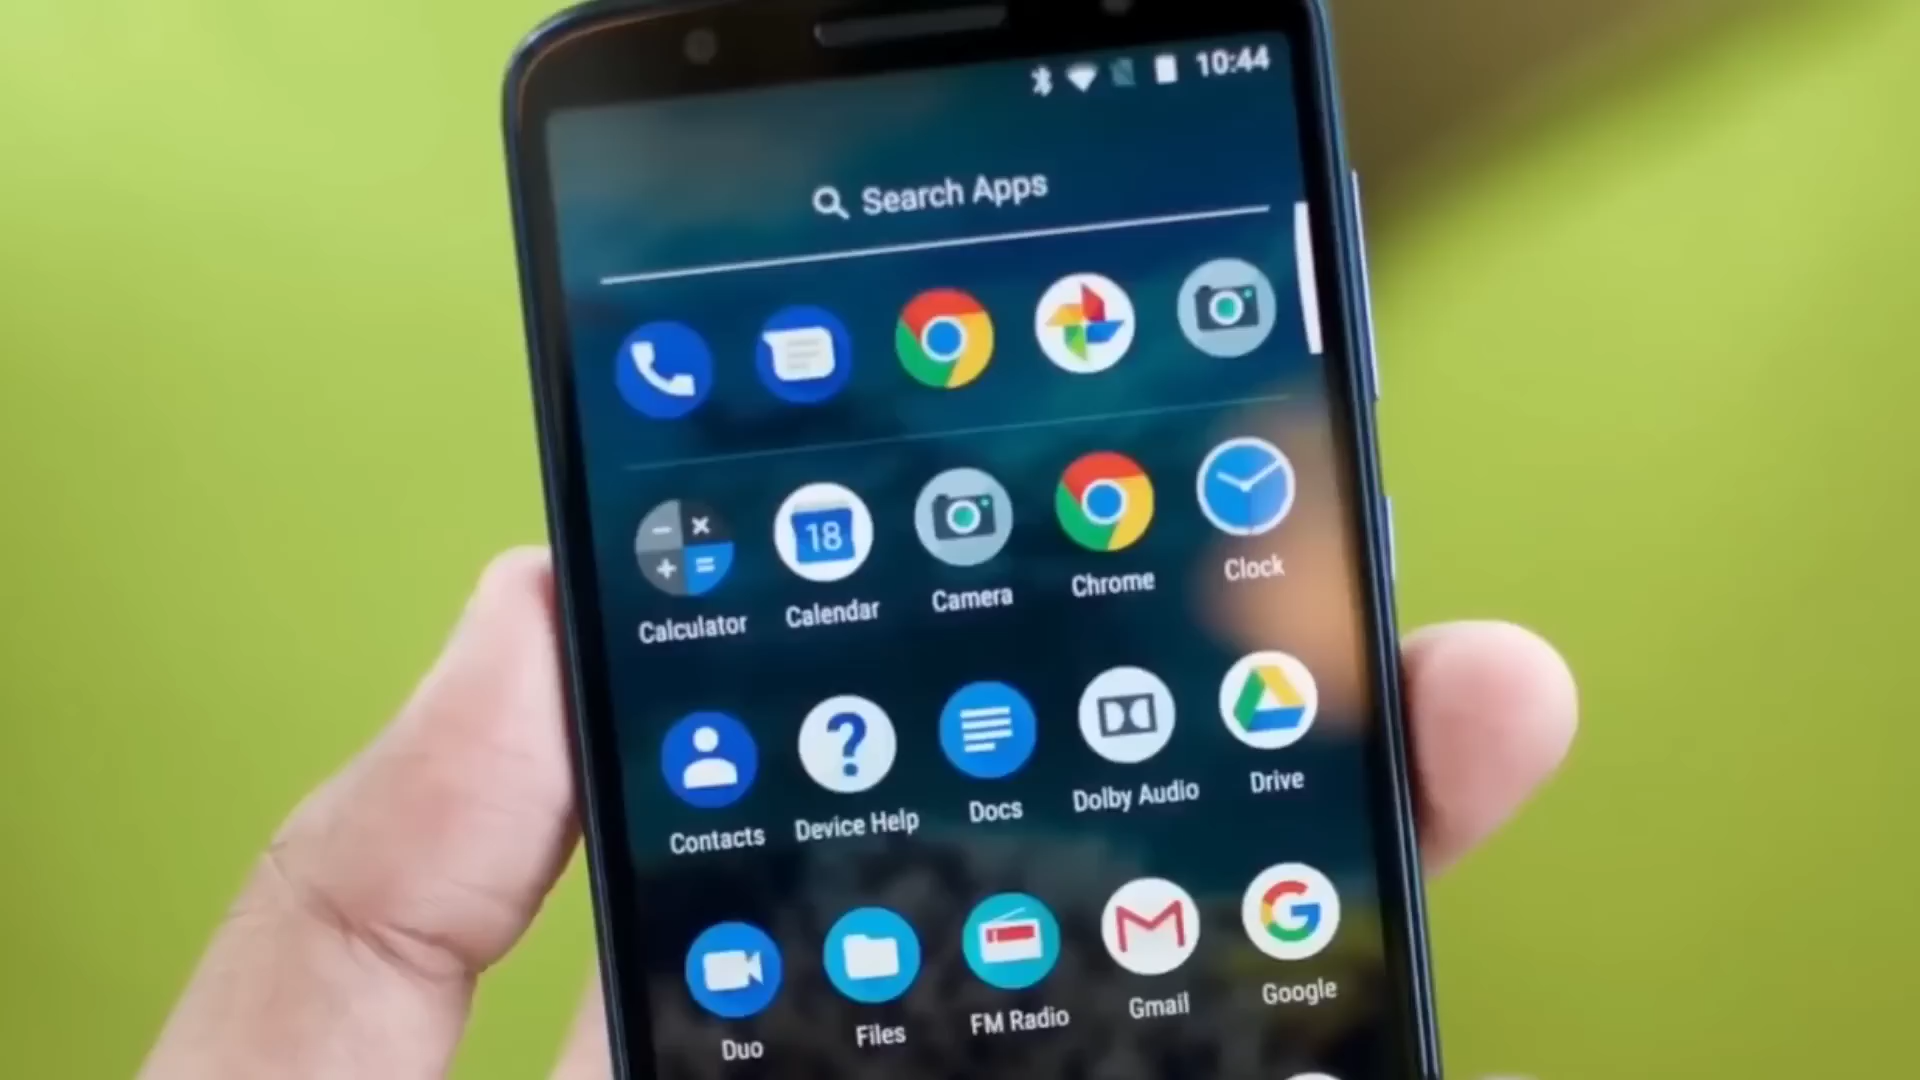 10:44
Search Apps
18
Calculator Calendar Camera Chrome Clock
Contacts Device Help Docs Dolby Audio Drive
Duo Files FM Radio Gmail Google